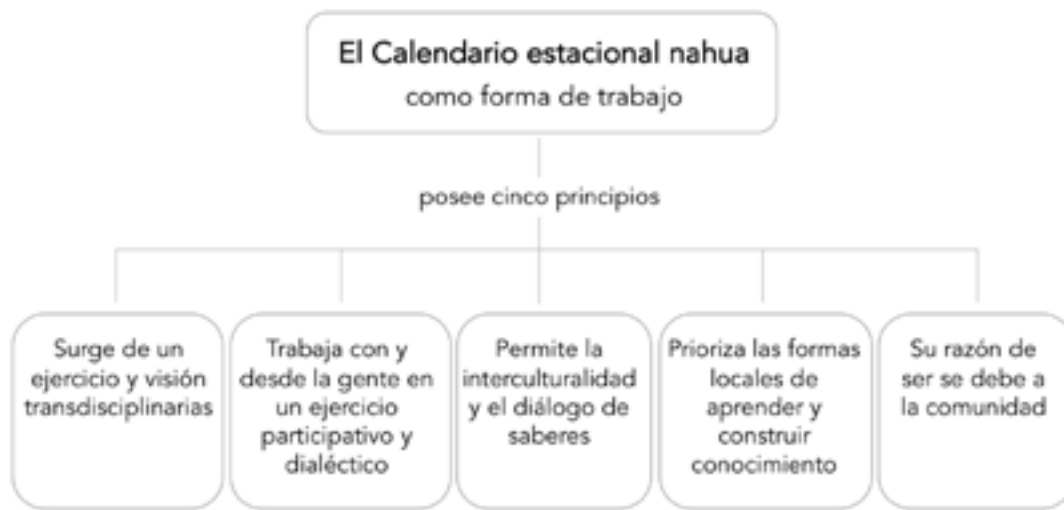 El Calendario estacional nahua
como forma de trabajo
posee cinco principios
Surge de un
ejercicio y visión
transdisciplinarias
Trabaja con y
desde la gente en
un ejercicio
participativo y
dialéctico
Permite la
interculturalidad
y el diálogo de
saberes
Prioriza las formas
locales de
aprender y
construir
conocimiento
Su razón de
ser se debe a
la comunidad